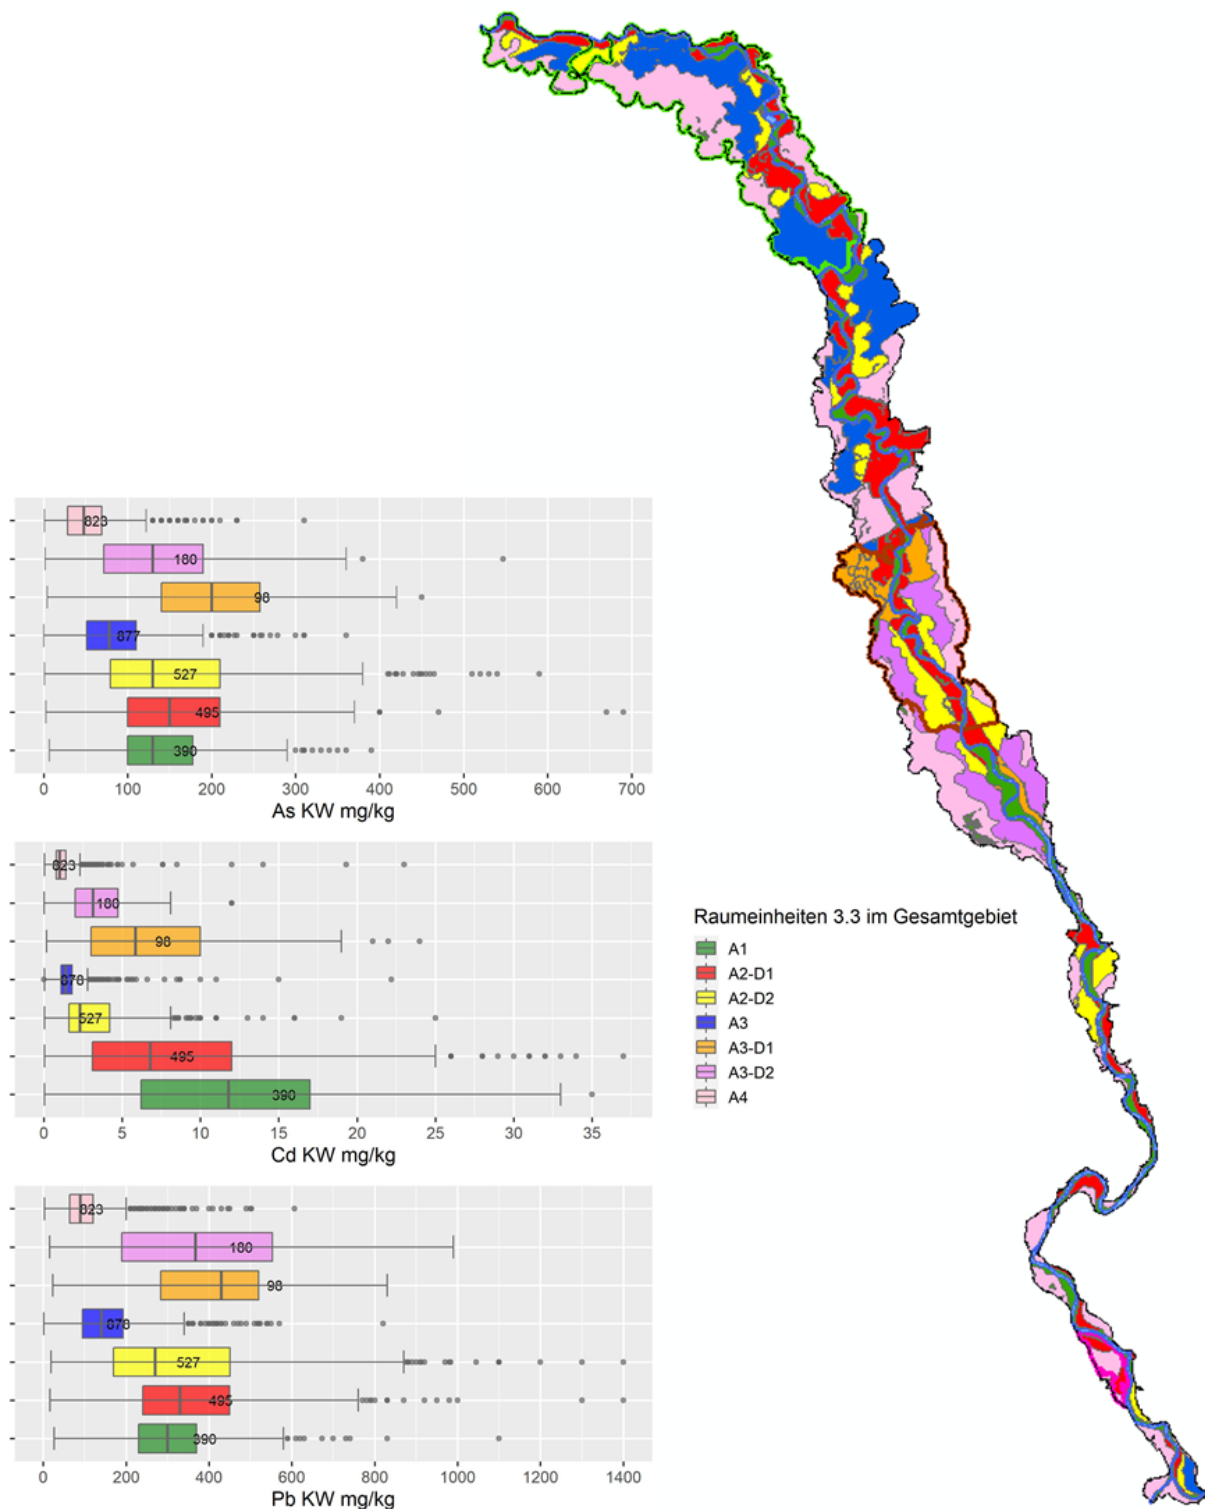 823
180
98
877
527
495
390
0 100 200 300 400 500 600 700
As KW mg/kg
823
180
98
878
527
495
390
0 5 10 15 20 25 30 35
Cd KW mg/kg
823
180
98
878
527
495
390
0 200 400 600 800 1000 1200 1400
Pb KW mg/kg
Raumeinheiten 3.3 im Gesamtgebiet
A1
A2-D1
A2-D2
A3
A3-D1
A3-D2
A4